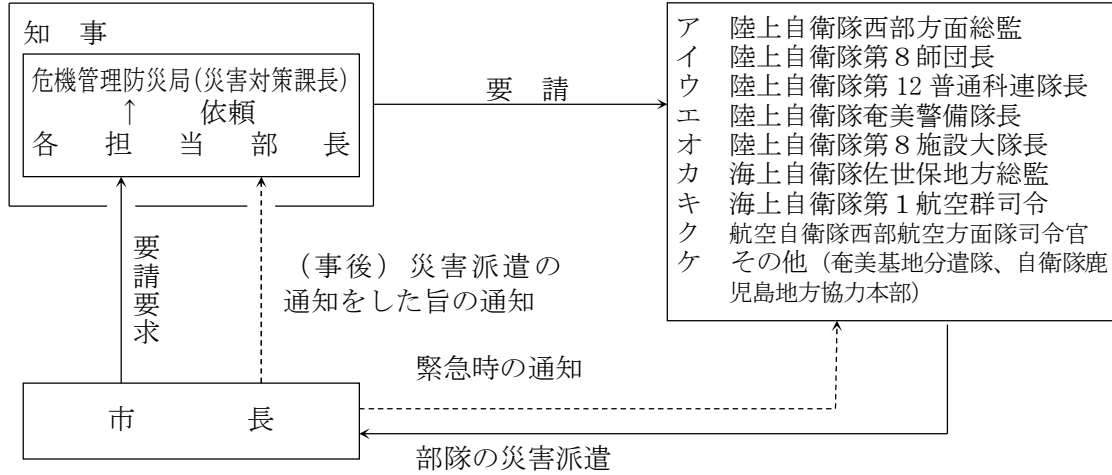 知 事
危機管理防災局(災害対策課長)
↑ 依頼
各 担 当 部 長
要 請
ア 陸上自衛隊西部方面総監
イ 陸上自衛隊第8師団長
ウ 陸上自衛隊第12普通科連隊長
エ 陸上自衛隊奄美警備隊長
オ 陸上自衛隊第8施設大隊長
カ 海上自衛隊佐世保地方総監
キ 海上自衛隊第1航空群司令
ク 航空自衛隊西部航空方面隊司令官
ケ その他（奄美基地分遣隊、自衛隊鹿
児島地方協力本部）
要請要求
（事後）災害派遣の
通知をした旨の通知
緊急時の通知
市 長
部隊の災害派遣